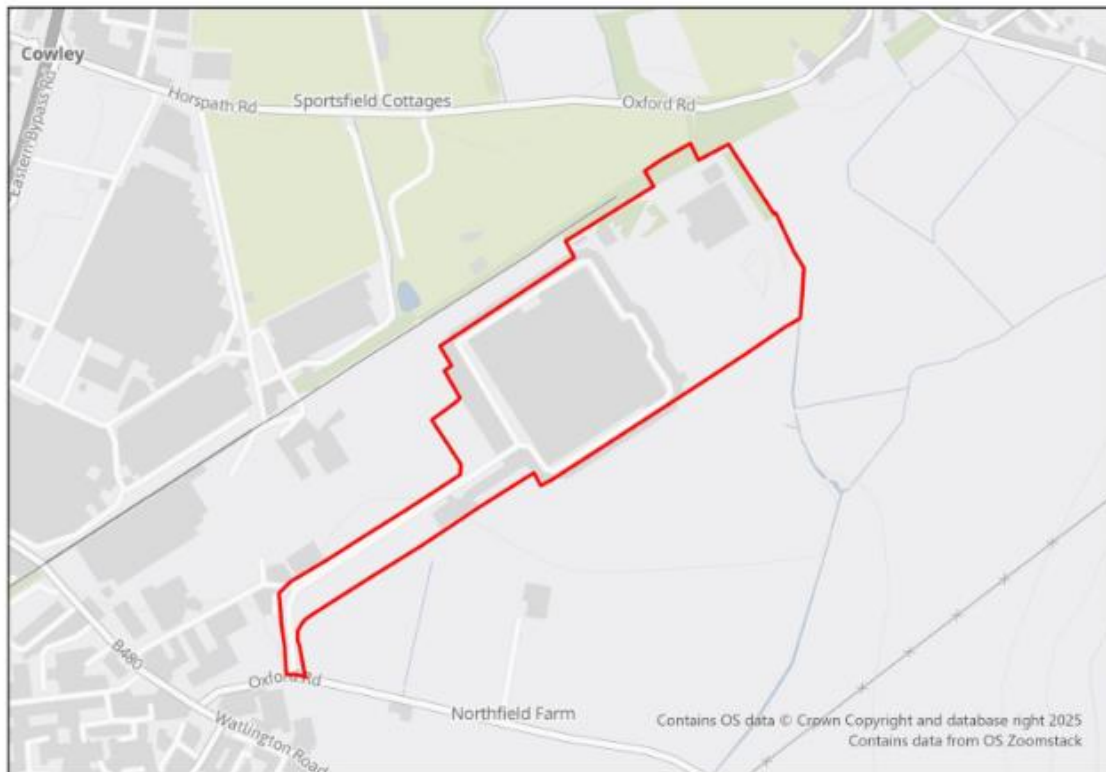 Cowley
Horspath Rd
Sportsfield Cottages
Oxford Rd
Eastern Bypass Rd
B480
Oxford Rd
Watlington Road
Northfield Farm
Contains OS data © Crown Copyright and database right 2025
Contains data from OS Zoomstack